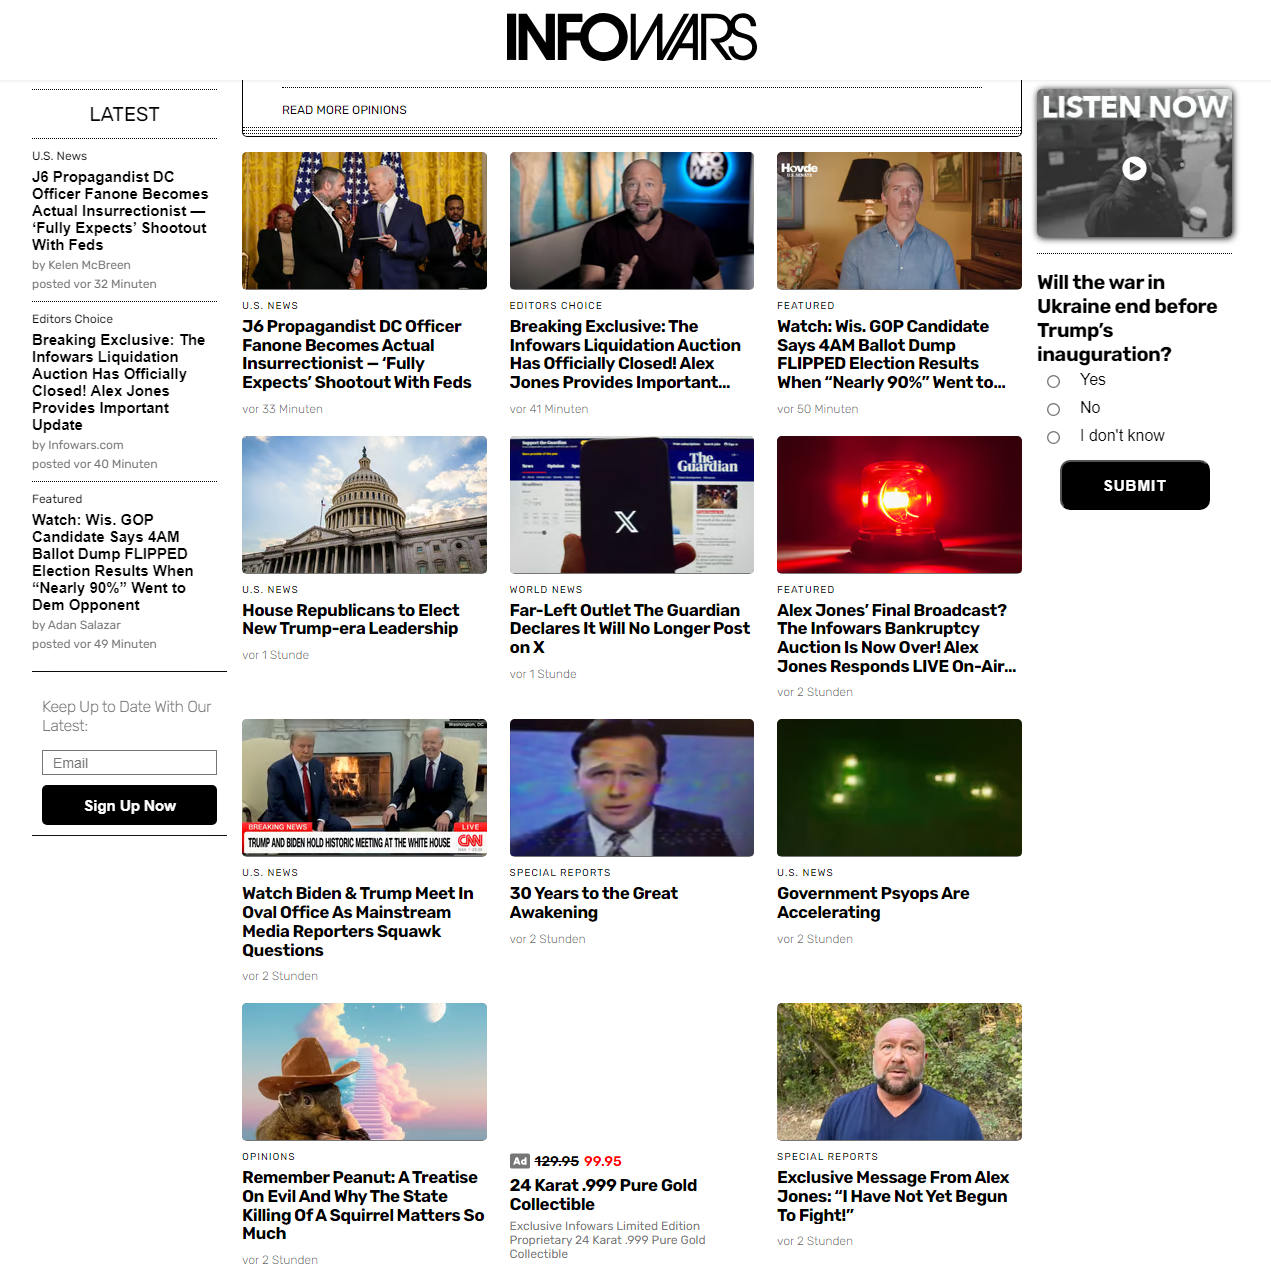 INFOWARS
LATEST
U.S. News
J6 Propagandist DC
Officer Fanone Becomes
Actual Insurrectionist —
‘Fully Expects’ Shootout
With Feds
by Kelen McBreen
posted vor 32 Minuten
Editors Choice
Breaking Exclusive: The
Infowars Liquidation
Auction Has Officially
Closed! Alex Jones
Provides Important
Update
by Infowars.com
posted vor 40 Minuten
Featured
Watch: Wis. GOP
Candidate Says 4AM
Ballot Dump FLIPPED
Election Results When
“Nearly 90%” Went to
Dem Opponent
by Adan Salazar
posted vor 49 Minuten
Keep Up to Date With Our
Latest:
Email
Sign Up Now
READ MORE OPINIONS
U.S. NEWS
J6 Propagandist DC Officer
Fanone Becomes Actual
Insurrectionist — ‘Fully
Expects’ Shootout With Feds
vor 33 Minuten
INFO
WARS
EDITORS CHOICE
Breaking Exclusive: The
Infowars Liquidation Auction
Has Officially Closed! Alex
Jones Provides Important...
vor 41 Minuten
Hovde
U.S. SENATE
FEATURED
Watch: Wis. GOP Candidate
Says 4AM Ballot Dump
FLIPPED Election Results
When “Nearly 90%” Went to...
vor 50 Minuten
U.S. NEWS
House Republicans to Elect
New Trump-era Leadership
vor 1 Stunde
Support the Guardian
The
Guardian
News
Opinion
Headlines
X
WORLD NEWS
Far-Left Outlet The Guardian
Declares It Will No Longer Post
on X
vor 1 Stunde
FEATURED
Alex Jones’ Final Broadcast?
The Infowars Bankruptcy
Auction Is Now Over! Alex
Jones Responds LIVE On-Air...
vor 2 Stunden
Washington, DC
BREAKING NEWS
LIVE
TRUMP AND BIDEN HOLD HISTORIC MEETING AT THE WHITE HOUSE
CNN
U.S. NEWS
Watch Biden & Trump Meet In
Oval Office As Mainstream
Media Reporters Squawk
Questions
vor 2 Stunden
SPECIAL REPORTS
30 Years to the Great
Awakening
vor 2 Stunden
U.S. NEWS
Government Psyops Are
Accelerating
vor 2 Stunden
OPINIONS
Remember Peanut: A Treatise
On Evil And Why The State
Killing Of A Squirrel Matters So
Much
vor 2 Stunden
Ad 129.95 99.95
24 Karat .999 Pure Gold
Collectible
Exclusive Infowars Limited Edition
Proprietary 24 Karat .999 Pure Gold
Collectible
SPECIAL REPORTS
Exclusive Message From Alex
Jones: “I Have Not Yet Begun
To Fight!”
vor 2 Stunden
LISTEN NOW
Will the war in
Ukraine end before
Trump’s
inauguration?
Yes
No
I don't know
SUBMIT